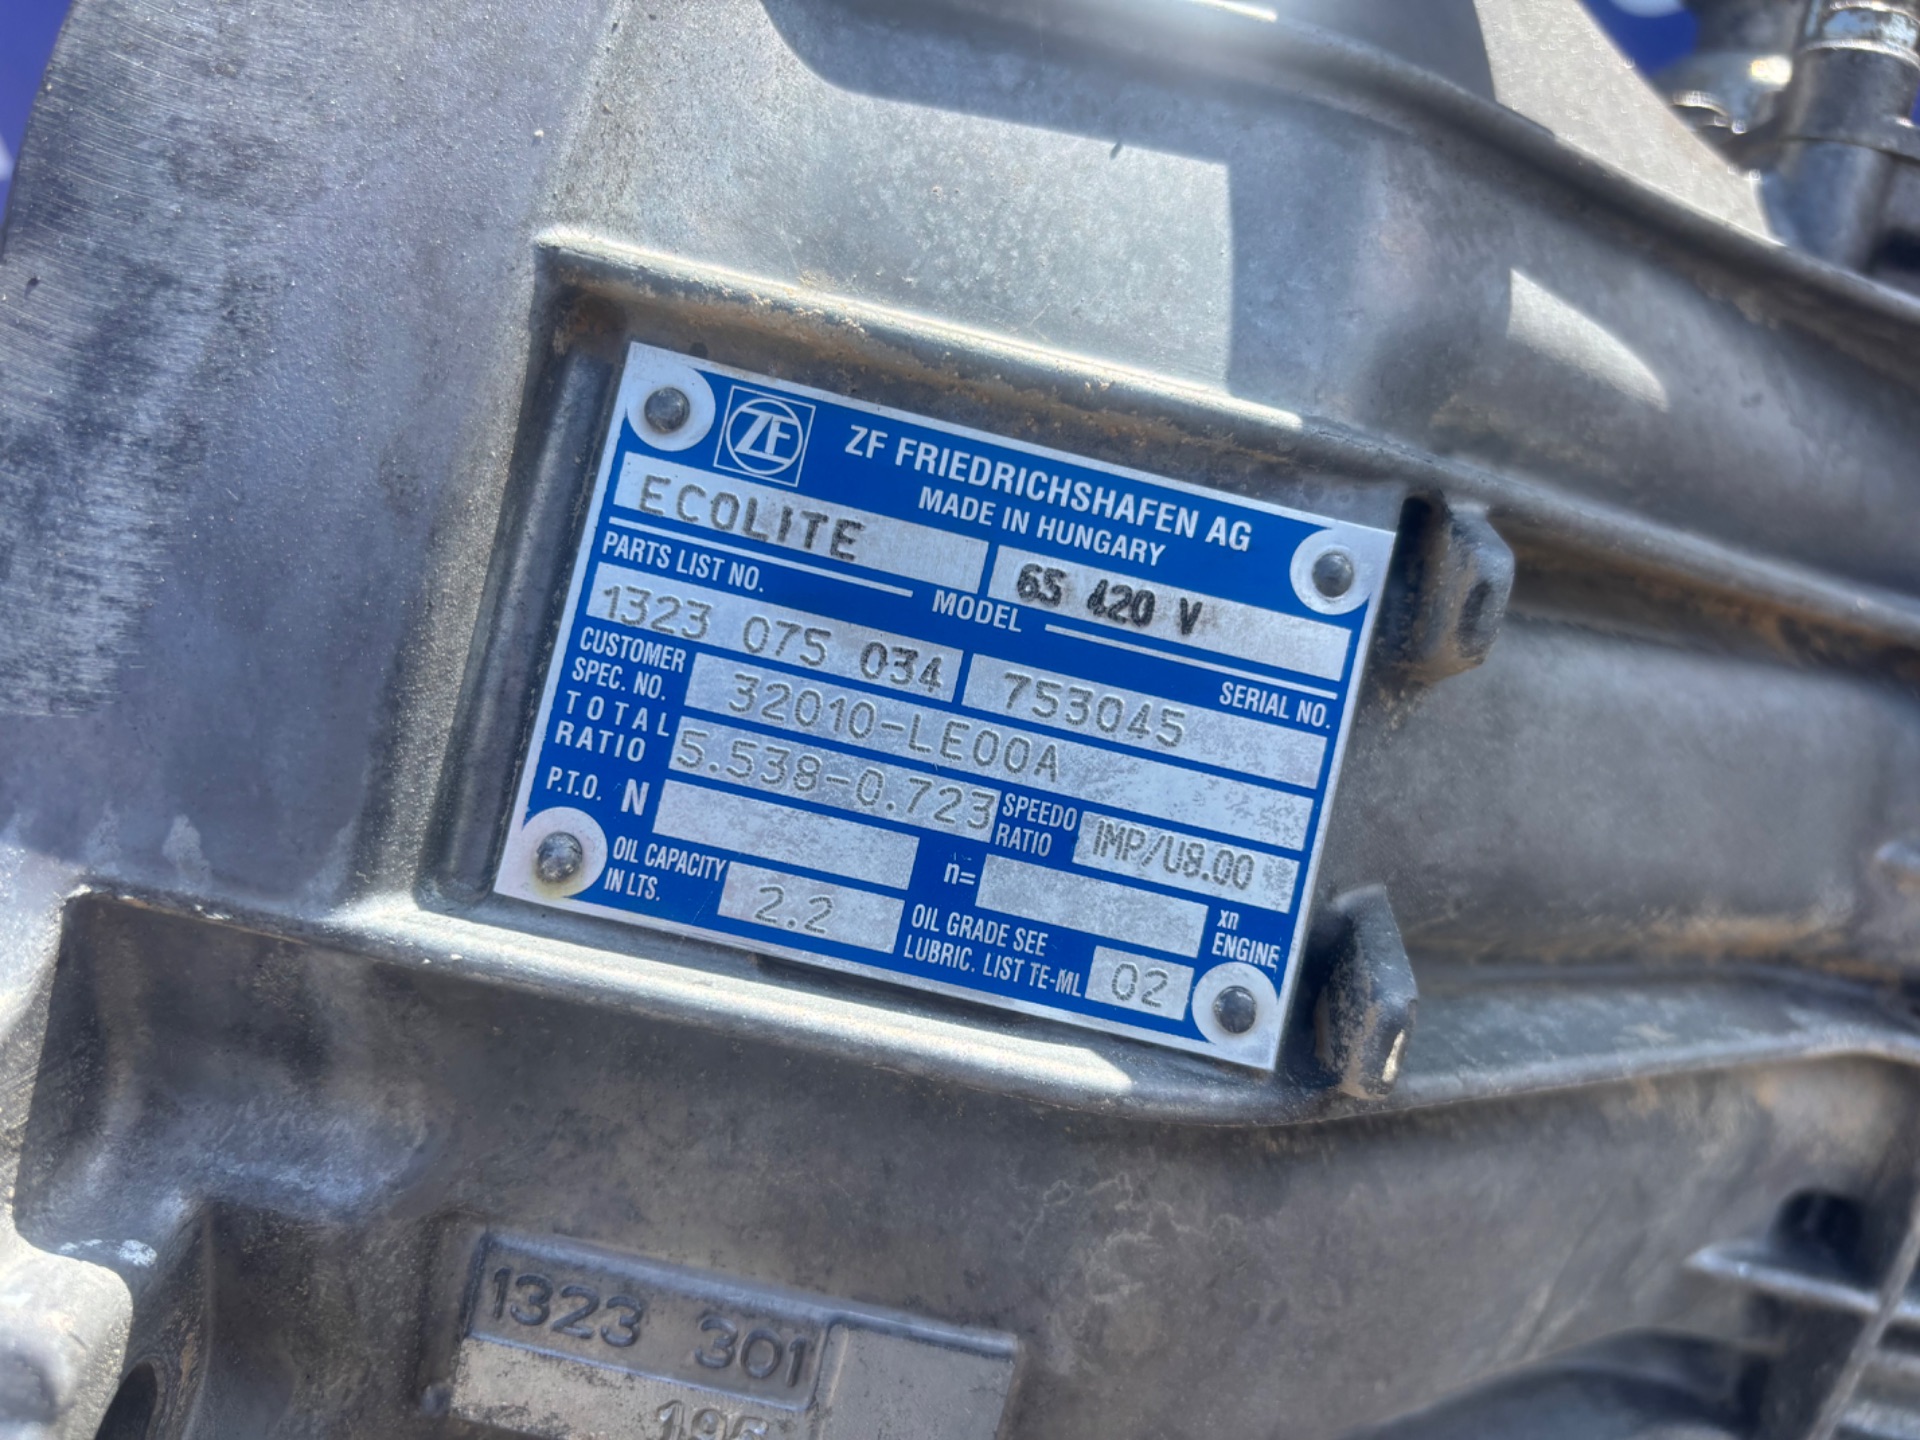 ZF
ZF FRIEDRICHSHAFEN AG
MADE IN HUNGARY
ECOLITE
6S 420 V
PARTS LIST NO.
MODEL
SERIAL NO.
1323 075 034
753045
CUSTOMER
SPEC. NO.
32010-LE00A
TOTAL
RATIO
5.538-0.723
SPEEDO
RATIO
IMP/U8.00
P.T.O. N
n=
xn
ENGINE
OIL CAPACITY
IN LTS.
2.2
OIL GRADE SEE
LUBRIC. LIST TE-ML
02
1323 301